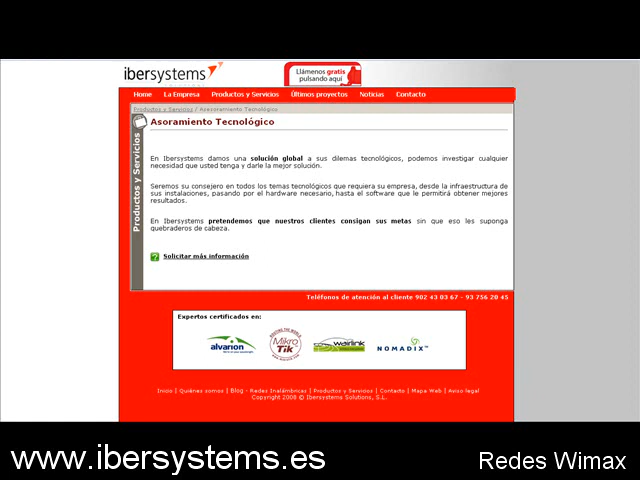 ibersystems
Llámenos gratis
pulsando aquí
Home La Empresa Productos y Servicios Últimos proyectos Noticias Contacto
Productos y Servicios / Asesoramiento Tecnológico
Productos y Servicios
Asoramiento Tecnológico
En Ibersystems damos una solución global a sus dilemas tecnológicos, podemos investigar cualquier
necesidad que usted tenga y darle la mejor solución.
Seremos su consejero en todos los temas tecnológicos que requiera su empresa, desde la infraestructura de
sus instalaciones, pasando por el hardware necesario, hasta el software que le permitirá obtener mejores
resultados.
En Ibersystems pretendemos que nuestros clientes consigan sus metas sin que eso les suponga
quebraderos de cabeza.
? Solicitar más información
Teléfonos de atención al cliente 902 43 03 67 - 93 756 20 45
Expertos certificados en:
alvarion
Mikro
Tik
wairlink
NOMADIX™
Inicio | Quiénes somos | Blog - Redes Inalámbricas | Productos y Servicios | Contacto | Mapa Web | Aviso legal
Copyright 2008 © Ibersystems Solutions, S.L.
www.ibersystems.es
Redes Wimax